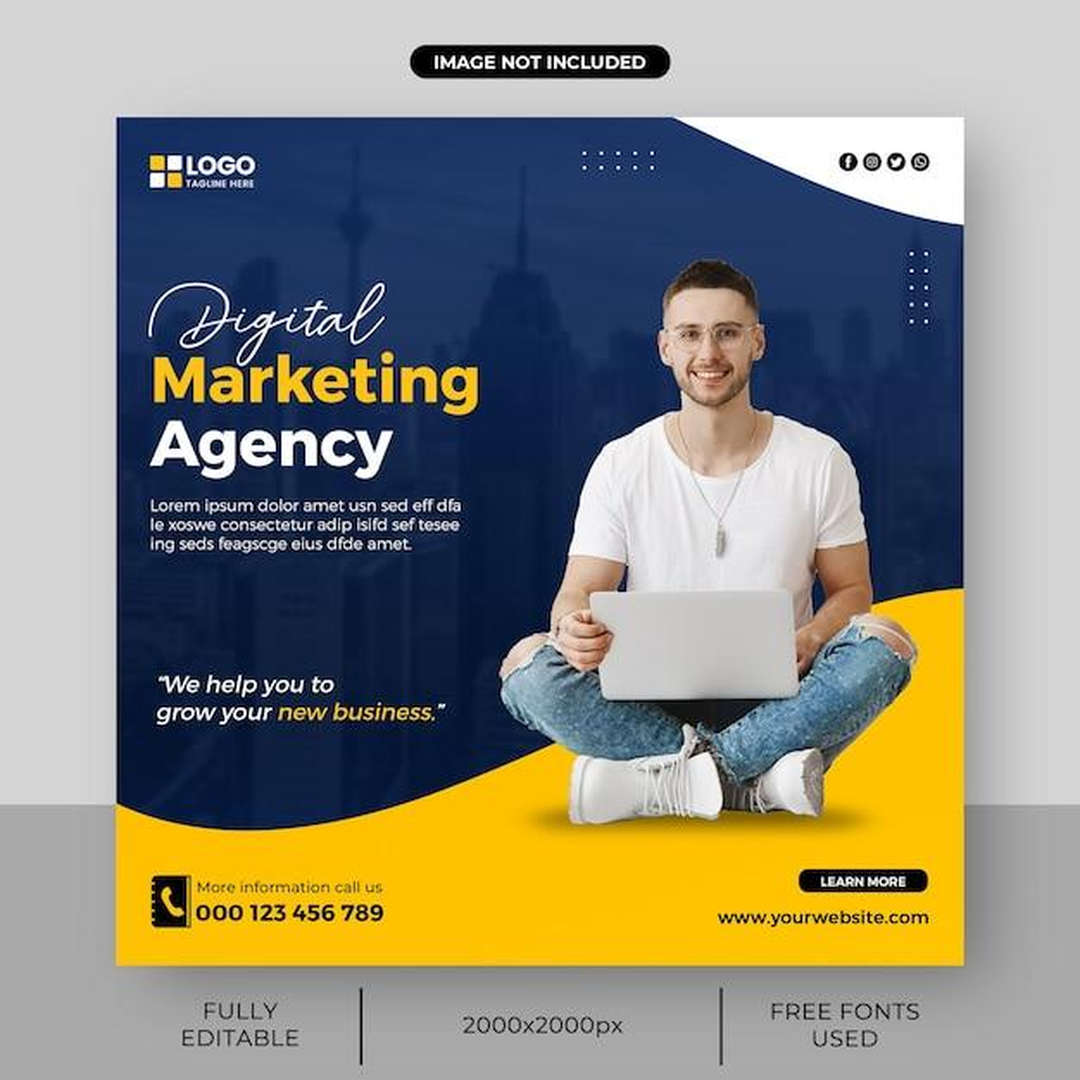 IMAGE NOT INCLUDED
LOGO
TAGLINE HERE
Digital
Marketing
Agency
Lorem ipsum dolor amet usn sed eff dfa
le xoswe consectetur adip isifd sef tesee
ing seds feagscge eius dfde amet.
“We help you to
grow your new business.”
More information call us
000 123 456 789
LEARN MORE
www.yourwebsite.com
FULLY
EDITABLE
2000x2000px
FREE FONTS
USED